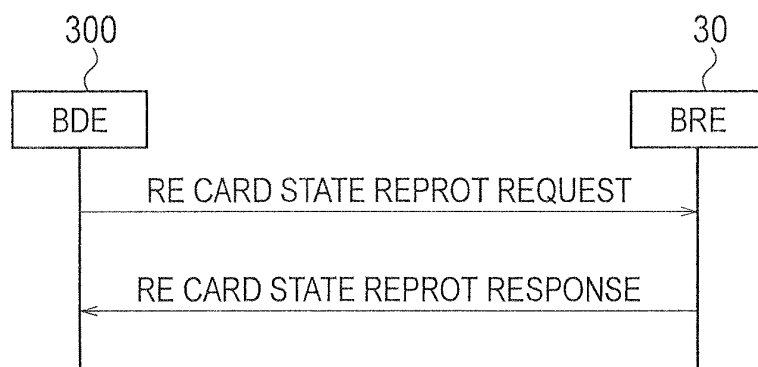 300
30
BDE
BRE
RE CARD STATE REPROT REQUEST
RE CARD STATE REPROT RESPONSE